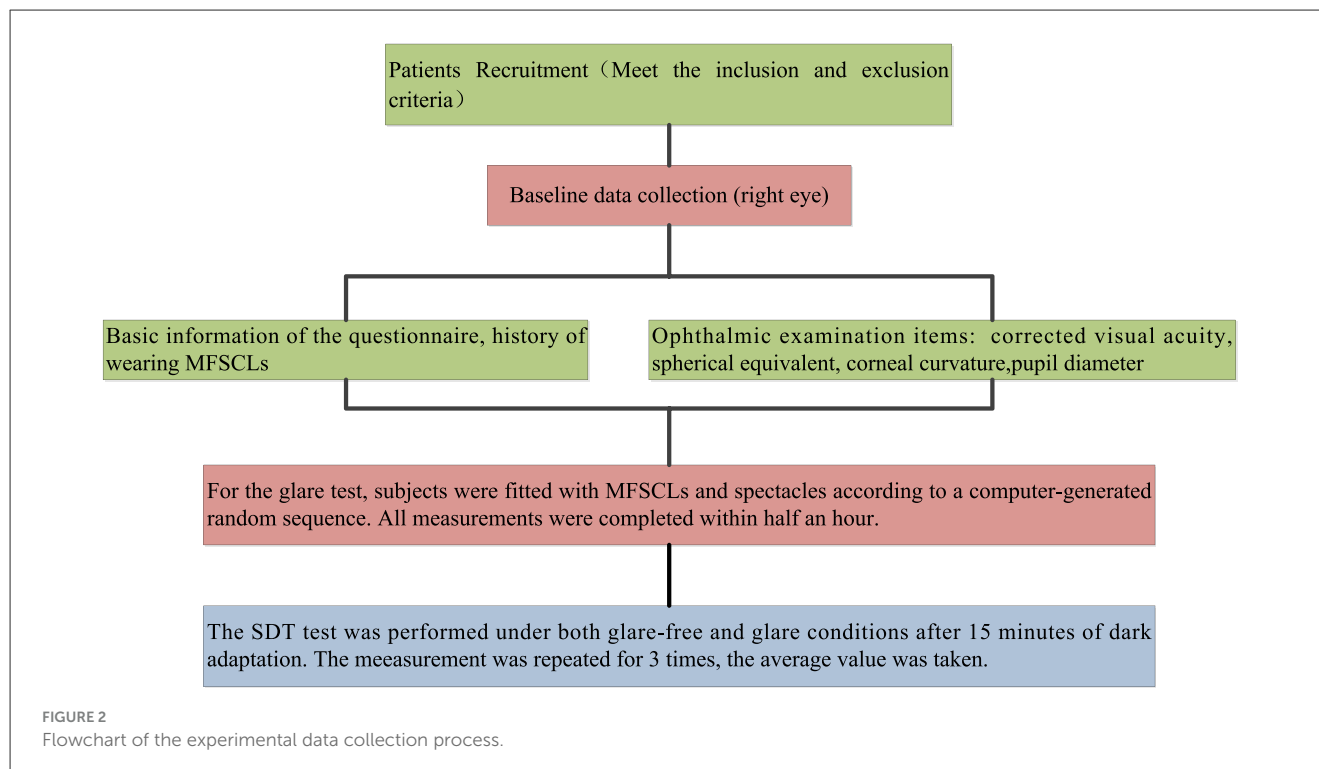 Patients Recruitment（Meet the inclusion and exclusion
criteria）
Baseline data collection (right eye)
Basic information of the questionnaire, history of
wearing MFSCLs
Ophthalmic examination items: corrected visual acuity,
spherical equivalent, corneal curvature,pupil diameter
For the glare test, subjects were fitted with MFSCLs and spectacles according to a computer-generated
random sequence. All measurements were completed within half an hour.
The SDT test was performed under both glare-free and glare conditions after 15 minutes of dark
adaptation. The meeasurement was repeated for 3 times, the average value was taken.
FIGURE 2
Flowchart of the experimental data collection process.